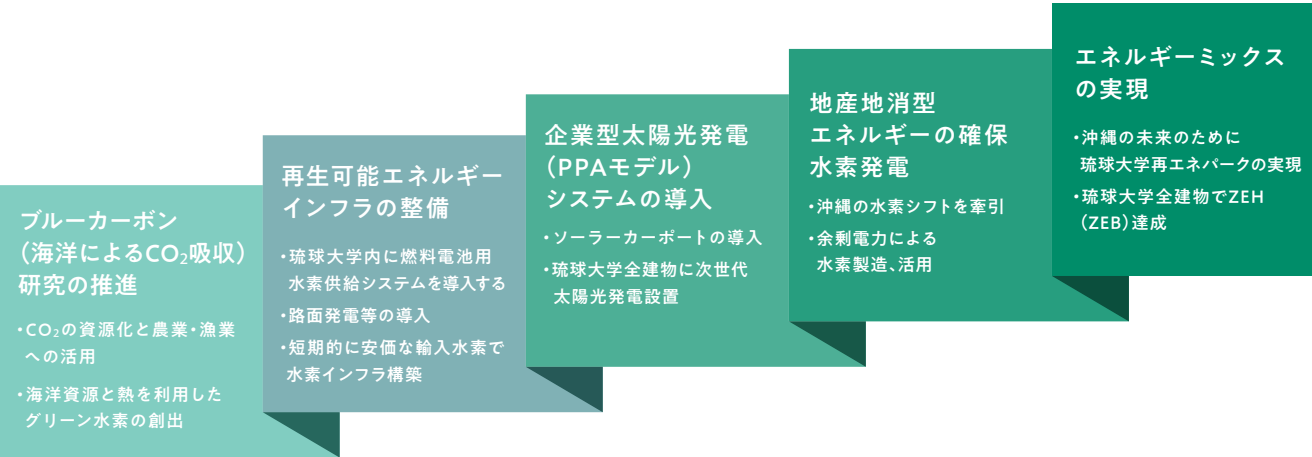 ブルーカーボン
（海洋によるCO₂吸収）
研究の推進
・CO₂の資源化と農業・漁業
への活用
・海洋資源と熱を利用した
グリーン水素の創出
再生可能エネルギー
インフラの整備
・琉球大学内に燃料電池用
水素供給システムを導入する
・路面発電等の導入
・短期的に安価な輸入水素で
水素インフラ構築
企業型太陽光発電
（PPAモデル）
システムの導入
・ソーラーカーポートの導入
・琉球大学全建物に次世代
太陽光発電設置
地産地消型
エネルギーの確保
水素発電
・沖縄の水素シフトを牽引
・余剰電力による
水素製造、活用
エネルギーミックス
の実現
・沖縄の未来のために
琉球大学再エネパークの実現
・琉球大学全建物でZEH
（ZEB）達成